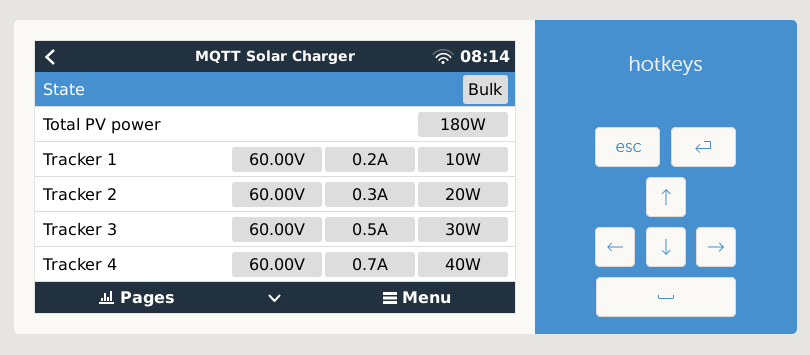 MQTT Solar Charger 08:14
State Bulk
Total PV power 180W
Tracker 1 60.00V 0.2A 10W
Tracker 2 60.00V 0.3A 20W
Tracker 3 60.00V 0.5A 30W
Tracker 4 60.00V 0.7A 40W
Pages Menu
hotkeys
esc